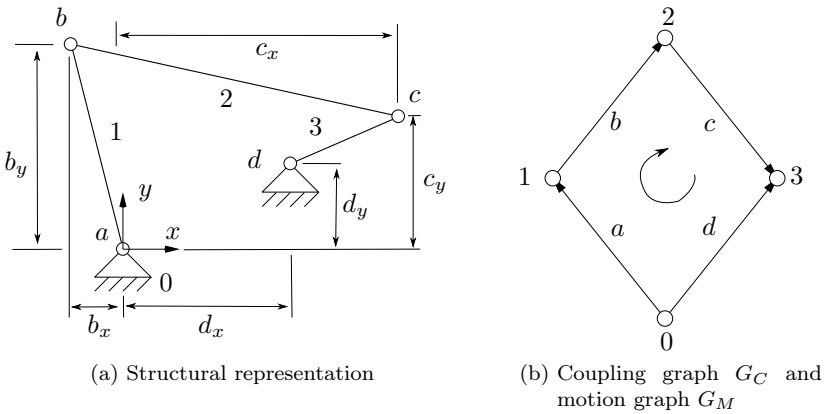 b
c_x
c
2
1
3
b_y
d
c_y
d_y
y
a
x
0
b_x
d_x
(a) Structural representation
2
b
c
1
3
a
d
0
(b) Coupling graph G_C and
motion graph G_M